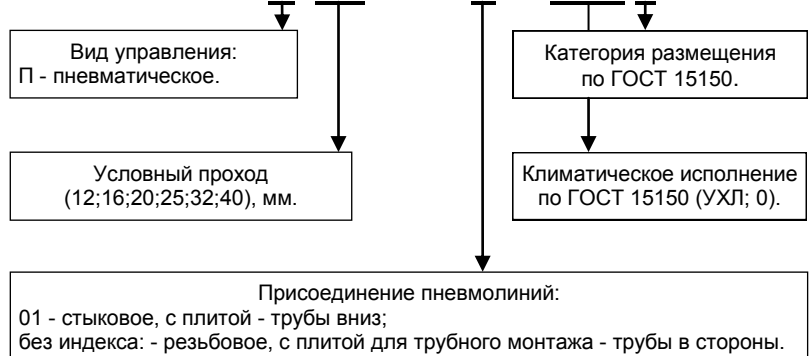 Вид управления:
П - пневматическое.
Категория размещения
по ГОСТ 15150.
Условный проход
(12;16;20;25;32;40), мм.
Климатическое исполнение
по ГОСТ 15150 (УХЛ; 0).
Присоединение пневмолиний:
01 - стыковое, с плитой - трубы вниз;
без индекса: - резьбовое, с плитой для трубного монтажа - трубы в стороны.